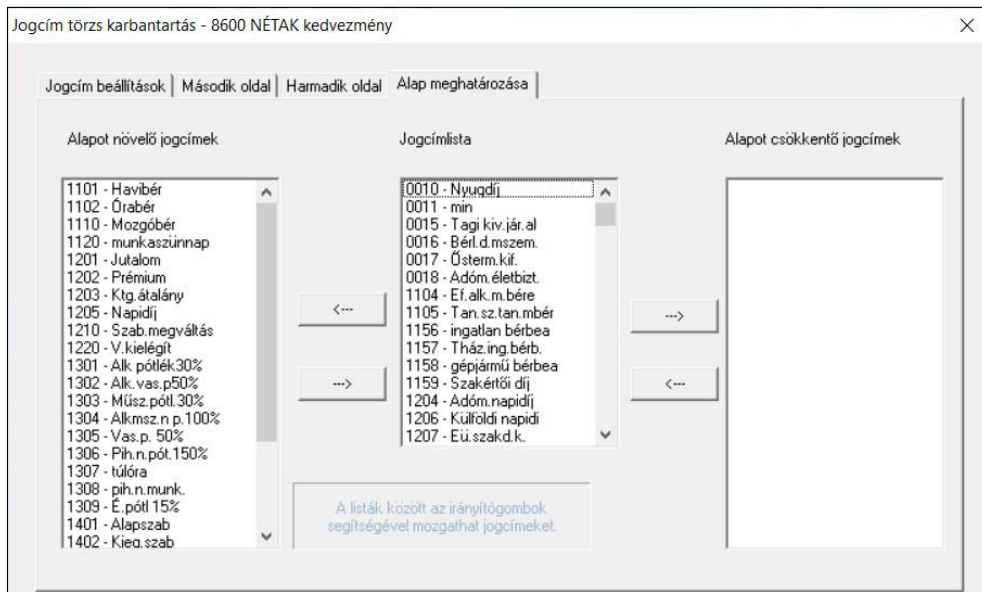 Jogcím törzs karbantartás - 8600 NÉTAK kedvezmény
Jogcím beállítások
Második oldal
Harmadik oldal
Alap meghatározása
Alapot növelő jogcímek
1101 - Havibér
1102 - Órabér
1110 - Mozgóbér
1120 - munkaszünnap
1201 - Jutalom
1202 - Prémium
1203 - Ktg.átalány
1205 - Napidíj
1210 - Szab.megváltás
1220 - V.kielégít
1301 - Alk pótlék30%
1302 - Alk.vas.p50%
1303 - Műsz.pótl.30%
1304 - Alkmsz.n p.100%
1305 - Vas.p. 50%
1306 - Pih.n.pót.150%
1307 - túlóra
1308 - pih.n.munk.
1309 - É.pótl 15%
1401 - Alapszab
1402 - Kieg.szab
<---
--->
Jogcímlista
0010 - Nyugdíj
0011 - min
0015 - Tagi kiv.jár.al
0016 - Bérl.d.mszem.
0017 - Ősterm.kif.
0018 - Adóm.életbizt.
1104 - Ef.alk.m.bére
1105 - Tan.sz.tan.mbér
1156 - ingatlan bérbea
1157 - Tház.ing.bérb.
1158 - gépjármű bérbea
1159 - Szakértői díj
1204 - Adóm.napidíj
1206 - Külföldi napidí
1207 - Eü.szakd.k.
--->
<---
Alapot csökkentő jogcímek
A listák között az irányítógombok
segítségével mozgathat jogcímeket.